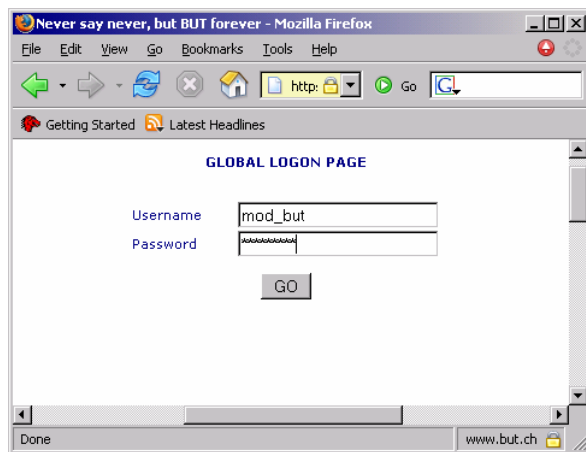 Never say never, but BUT forever - Mozilla Firefox
File Edit View Go Bookmarks Tools Help
http: Go G
Getting Started Latest Headlines
GLOBAL LOGON PAGE
Username mod_but
Password **********
GO
Done www.but.ch